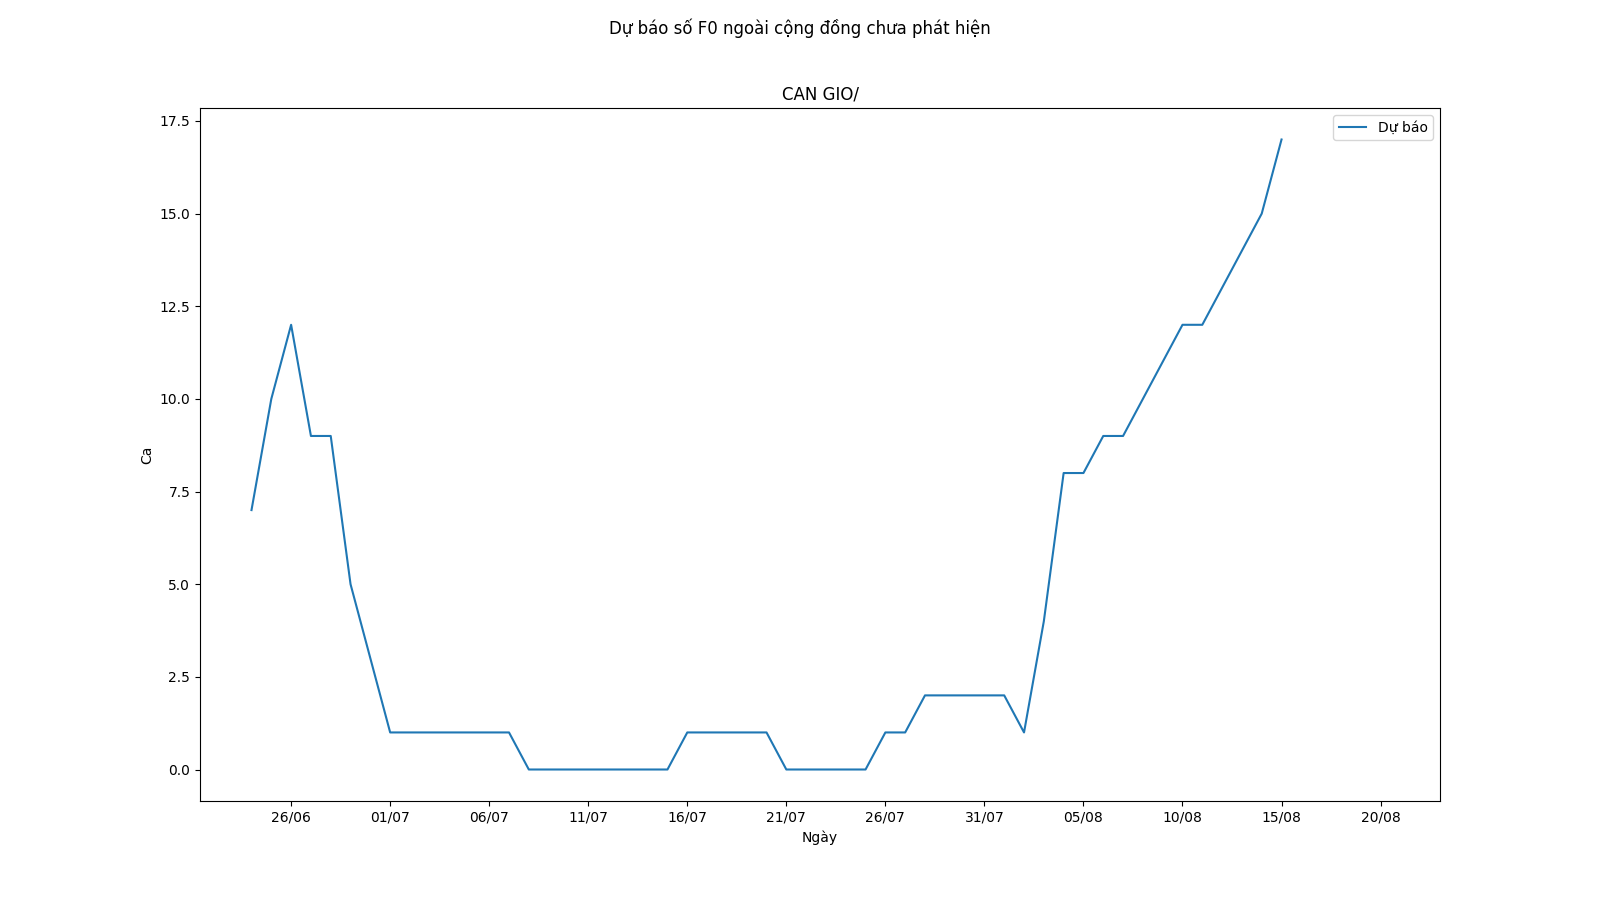 Dự báo số F0 ngoài cộng đồng chưa phát hiện
CAN GIO/
17.5
15.0
12.5
10.0
7.5
5.0
2.5
0.0
Ca
Dự báo
26/06 01/07 06/07 11/07 16/07 21/07 26/07 31/07 05/08 10/08 15/08 20/08
Ngày